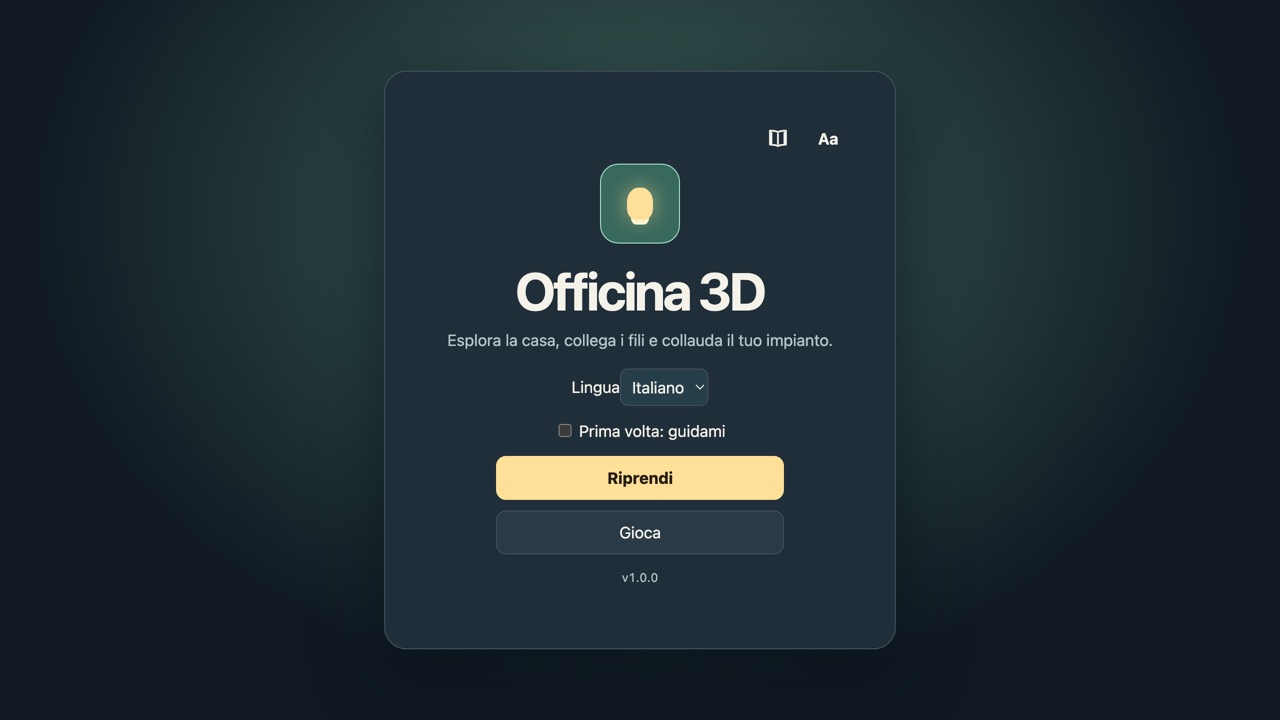 Aa
Officina 3D
Esplora la casa, collega i fili e collauda il tuo impianto.
Lingua Italiano
Prima volta: guidami
Riprendi
Gioca
v1.0.0